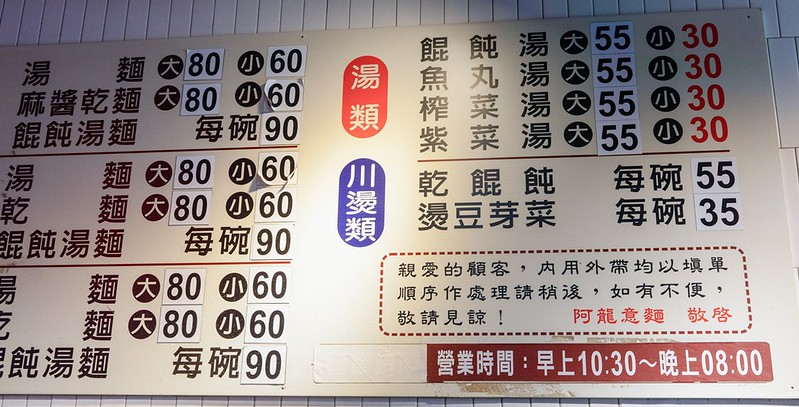 湯 麵 大 80 小 60
麻醬乾麵 大 80 小 60
餛飩湯麵 每碗 90
湯 麵 大 80 小 60
乾 麵 大 80 小 60
餛飩湯麵 每碗 90
湯 麵 大 80 小 60
乾 麵 大 80 小 60
餛飩湯麵 每碗 90
湯類
餛飩湯 大 55 小 30
魚丸湯 大 55 小 30
榨菜湯 大 55 小 30
紫菜湯 大 55 小 30
川燙類
乾餛飩 每碗 55
燙豆芽菜 每碗 35
親愛的顧客，內用外帶均以填單
順序作處理請稍後，如有不便，
敬請見諒！ 阿龍意麵 敬啓
營業時間：早上10:30～晚上08:00